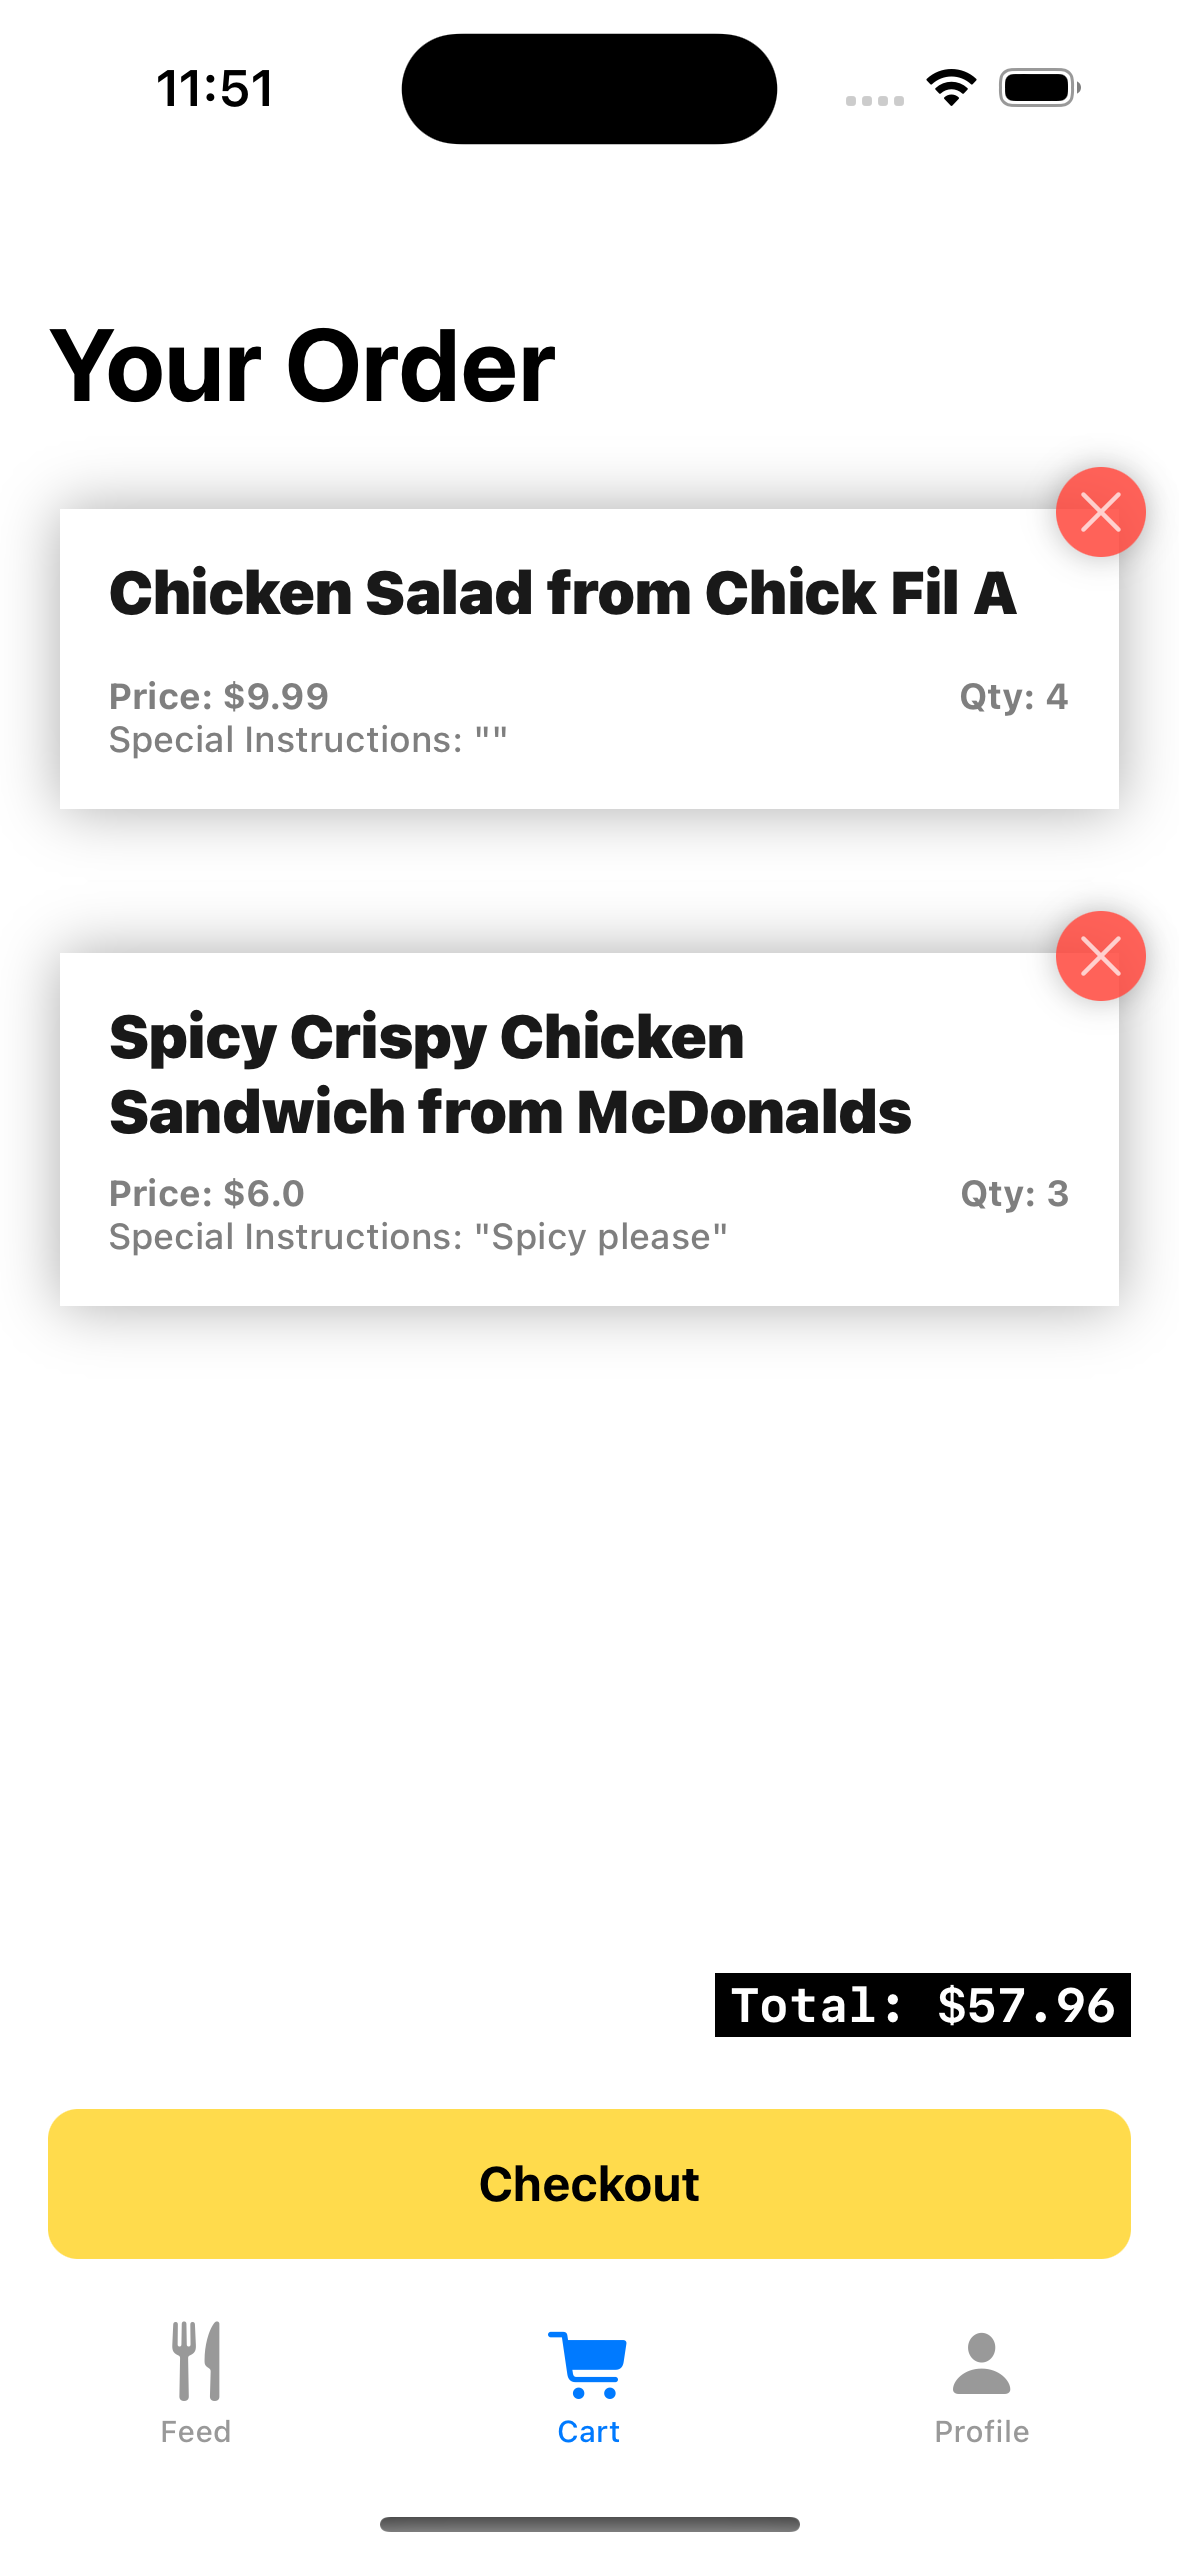 11:51
Your Order
Chicken Salad from Chick Fil A
Price: $9.99 Qty: 4
Special Instructions: ""
Spicy Crispy Chicken
Sandwich from McDonalds
Price: $6.0 Qty: 3
Special Instructions: "Spicy please"
Total: $57.96
Checkout
Feed Cart Profile